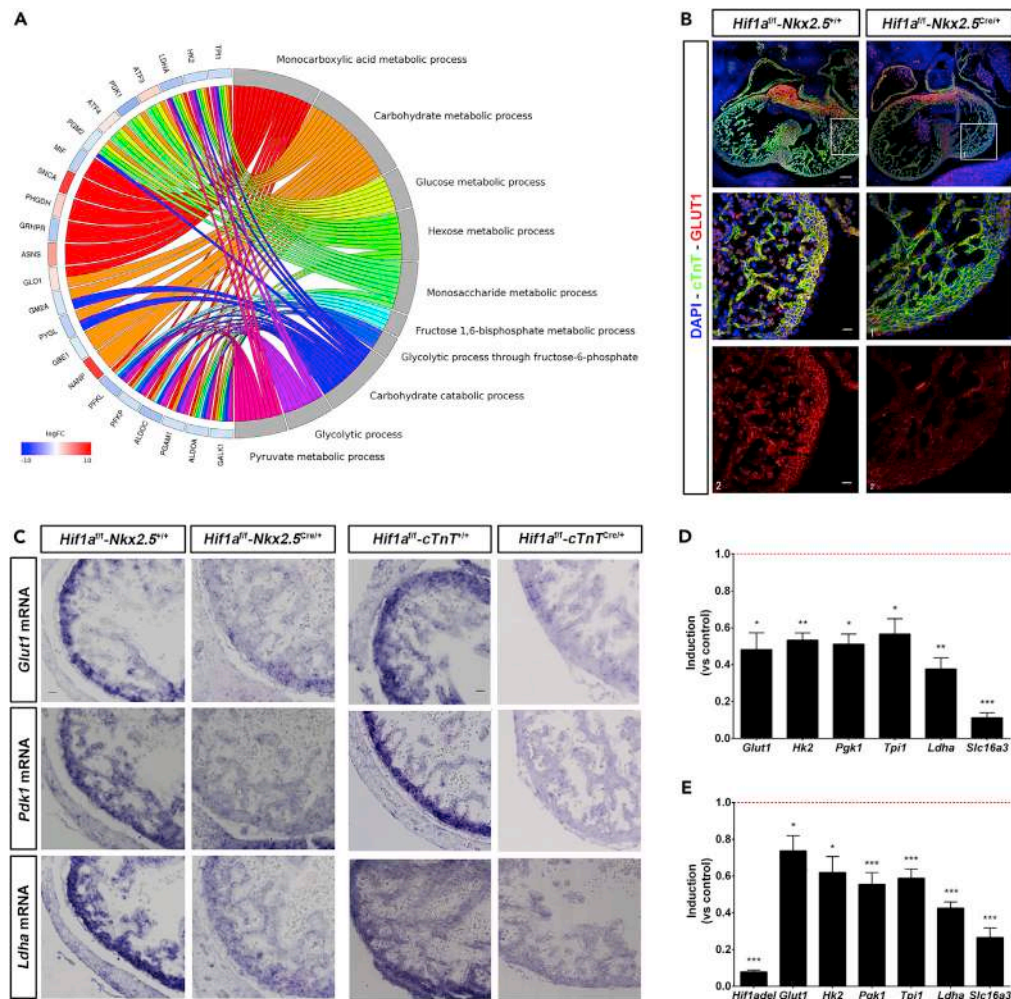 A
TPI1
HK2
LDHA
ATF3
PGK1
ATF4
PGM2
MIF
SNCA
PHGDH
GRHPR
ASNS
GLO1
GM2A
PYGL
GBE1
NANP
PFKL
PFKP
ALDOC
PGAM1
ALDOA
GALK1
Monocarboxylic acid metabolic process
Carbohydrate metabolic process
Glucose metabolic process
Hexose metabolic process
Monosaccharide metabolic process
Fructose 1,6-bisphosphate metabolic process
Glycolytic process through fructose-6-phosphate
Carbohydrate catabolic process
Glycolytic process
Pyruvate metabolic process
logFC
B
Hif1a^f/f-Nkx2.5^+/+
Hif1a^f/f-Nkx2.5^Cre/+
DAPI - cTnT - GLUT1
1
1
2
2
C
Hif1a^f/f-Nkx2.5^+/+
Hif1a^f/f-Nkx2.5^Cre/+
Hif1a^f/f-cTnT^+/+
Hif1a^f/f-cTnT^Cre/+
Glut1 mRNA
Pdk1 mRNA
Ldha mRNA
D
Induction
(vs control)
1.0
0.8
0.6
0.4
0.2
0.0
* ** * * ** ***
Glut1 Hk2 Pgk1 Tpi1 Ldha Slc16a3
E
Induction
(vs control)
1.0
0.8
0.6
0.4
0.2
0.0
*** * * *** *** *** ***
Hif1adel Glut1 Hk2 Pgk1 Tpi1 Ldha Slc16a3